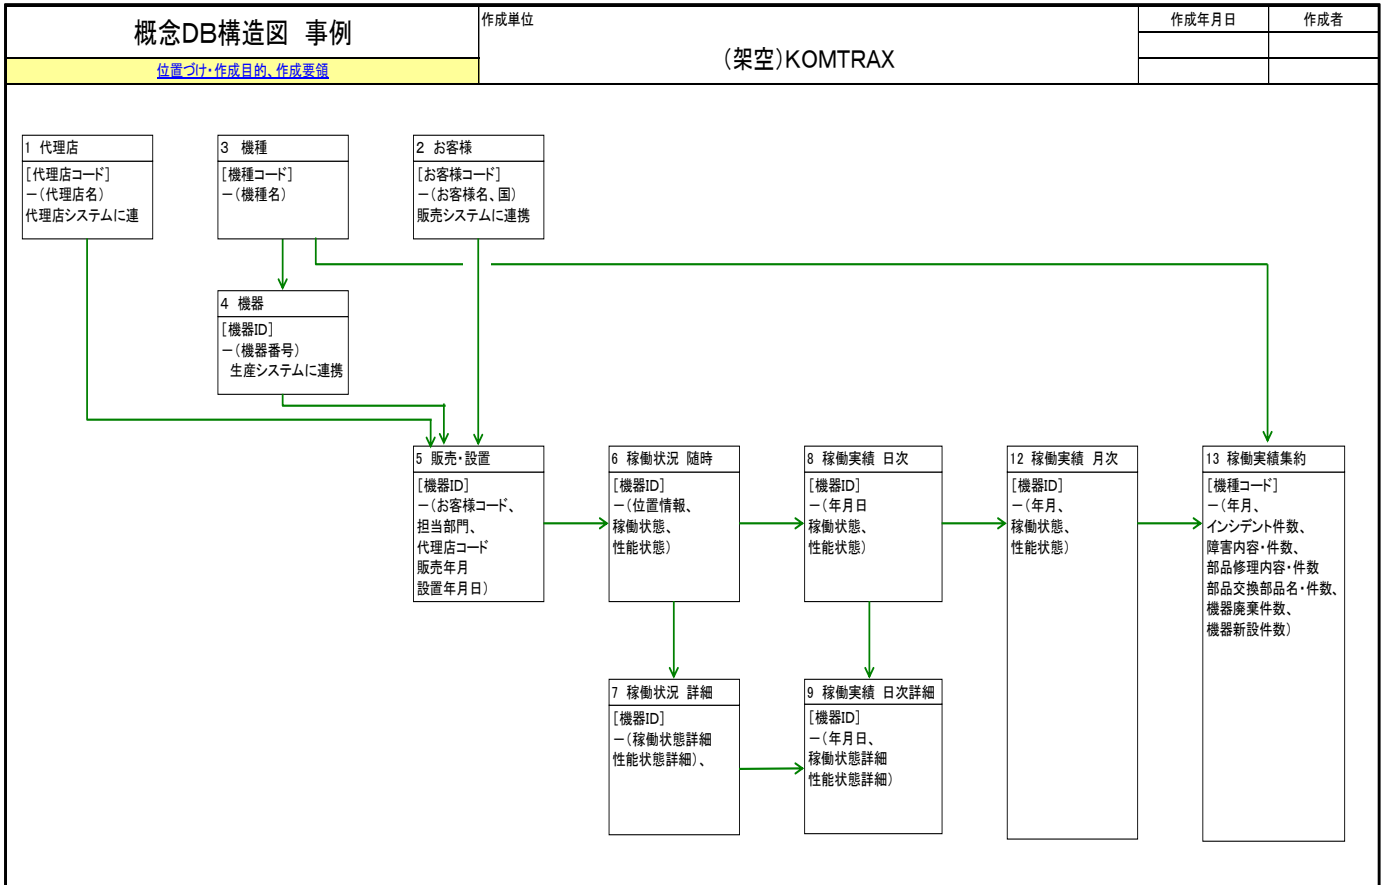 概念DB構造図 事例
位置づけ・作成目的、作成要領
作成単位
(架空)KOMTRAX
作成年月日
作成者
1 代理店
[代理店コード]
－(代理店名)
代理店システムに連
3 機種
[機種コード]
－(機種名)
2 お客様
[お客様コード]
－(お客様名、国)
販売システムに連携
4 機器
[機器ID]
－(機器番号)
生産システムに連携
5 販売・設置
[機器ID]
－(お客様コード、
担当部門、
代理店コード
販売年月
設置年月日)
6 稼働状況 随時
[機器ID]
－(位置情報、
稼働状態、
性能状態)
8 稼働実績 日次
[機器ID]
－(年月日
稼働状態、
性能状態)
12 稼働実績 月次
[機器ID]
－(年月、
稼働状態、
性能状態)
13 稼働実績集約
[機種コード]
－(年月、
インシデント件数、
障害内容・件数、
部品修理内容・件数
部品交換部品名・件数、
機器廃棄件数、
機器新設件数)
7 稼働状況 詳細
[機器ID]
－(稼働状態詳細
性能状態詳細)、
9 稼働実績 日次詳細
[機器ID]
－(年月日、
稼働状態詳細
性能状態詳細)